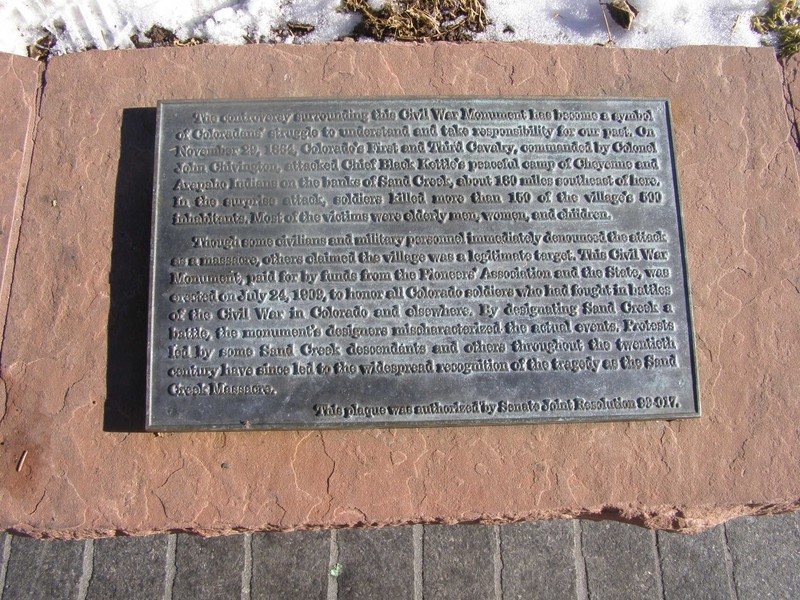 The controversy surrounding this Civil War Monument has become a symbol
of Coloradans' struggle to understand and take responsibility for our past. On
November 29, 1864, Colorado's First and Third Cavalry, commanded by Colonel
John Chivington, attacked Chief Black Kettle's peaceful camp of Cheyenne and
Arapaho Indians on the banks of Sand Creek, about 180 miles southeast of here.
In the surprise attack, soldiers killed more than 150 of the village's 500
inhabitants. Most of the victims were elderly men, women, and children.
Though some civilians and military personnel immediately denounced the attack
as a massacre, others claimed the village was a legitimate target. This Civil War
Monument, paid for by funds from the Pioneers' Association and the State, was
erected on July 24, 1909, to honor all Colorado soldiers who had fought in battles
of the Civil War in Colorado and elsewhere. By designating Sand Creek a
battle, the monument's designers mischaracterized the actual events. Protests
led by some Sand Creek descendants and others throughout the twentieth
century have since led to the widespread recognition of the tragedy as the Sand
Creek Massacre.
This plaque was authorized by Senate Joint Resolution 99-017.